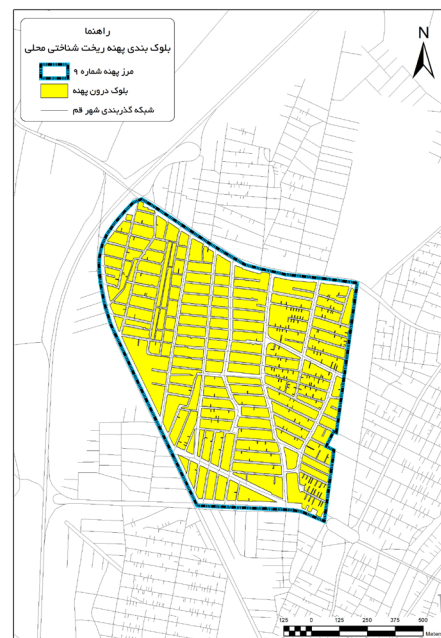 راهنما
بلوک بندی پهنه ریخت شناختی محلی
مرز پهنه شماره ۹
بلوک درون پهنه
شبکه گذربندی شهر قم
N
125 0 125 250 375 500
Meters